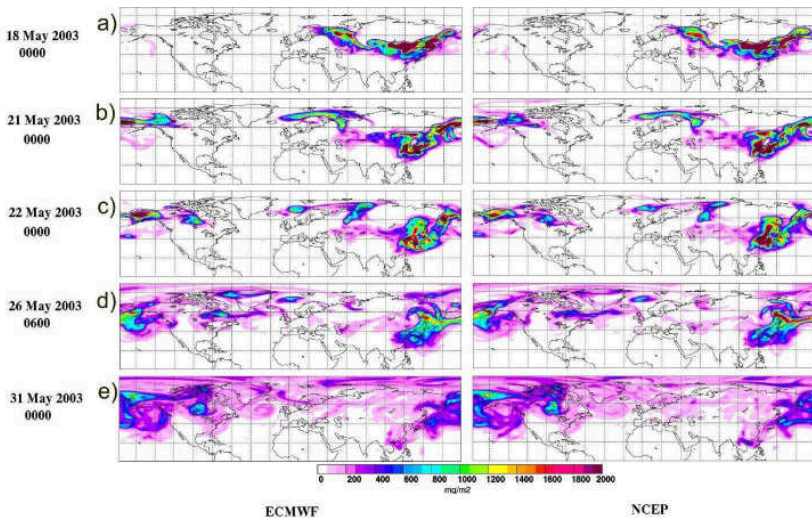 18 May 2003
0000
a)
21 May 2003
0000
b)
22 May 2003
0000
c)
26 May 2003
0600
d)
31 May 2003
0000
e)
0 200 400 600 800 1000 1200 1400 1600 1800 2000
mg/m2
ECMWF NCEP